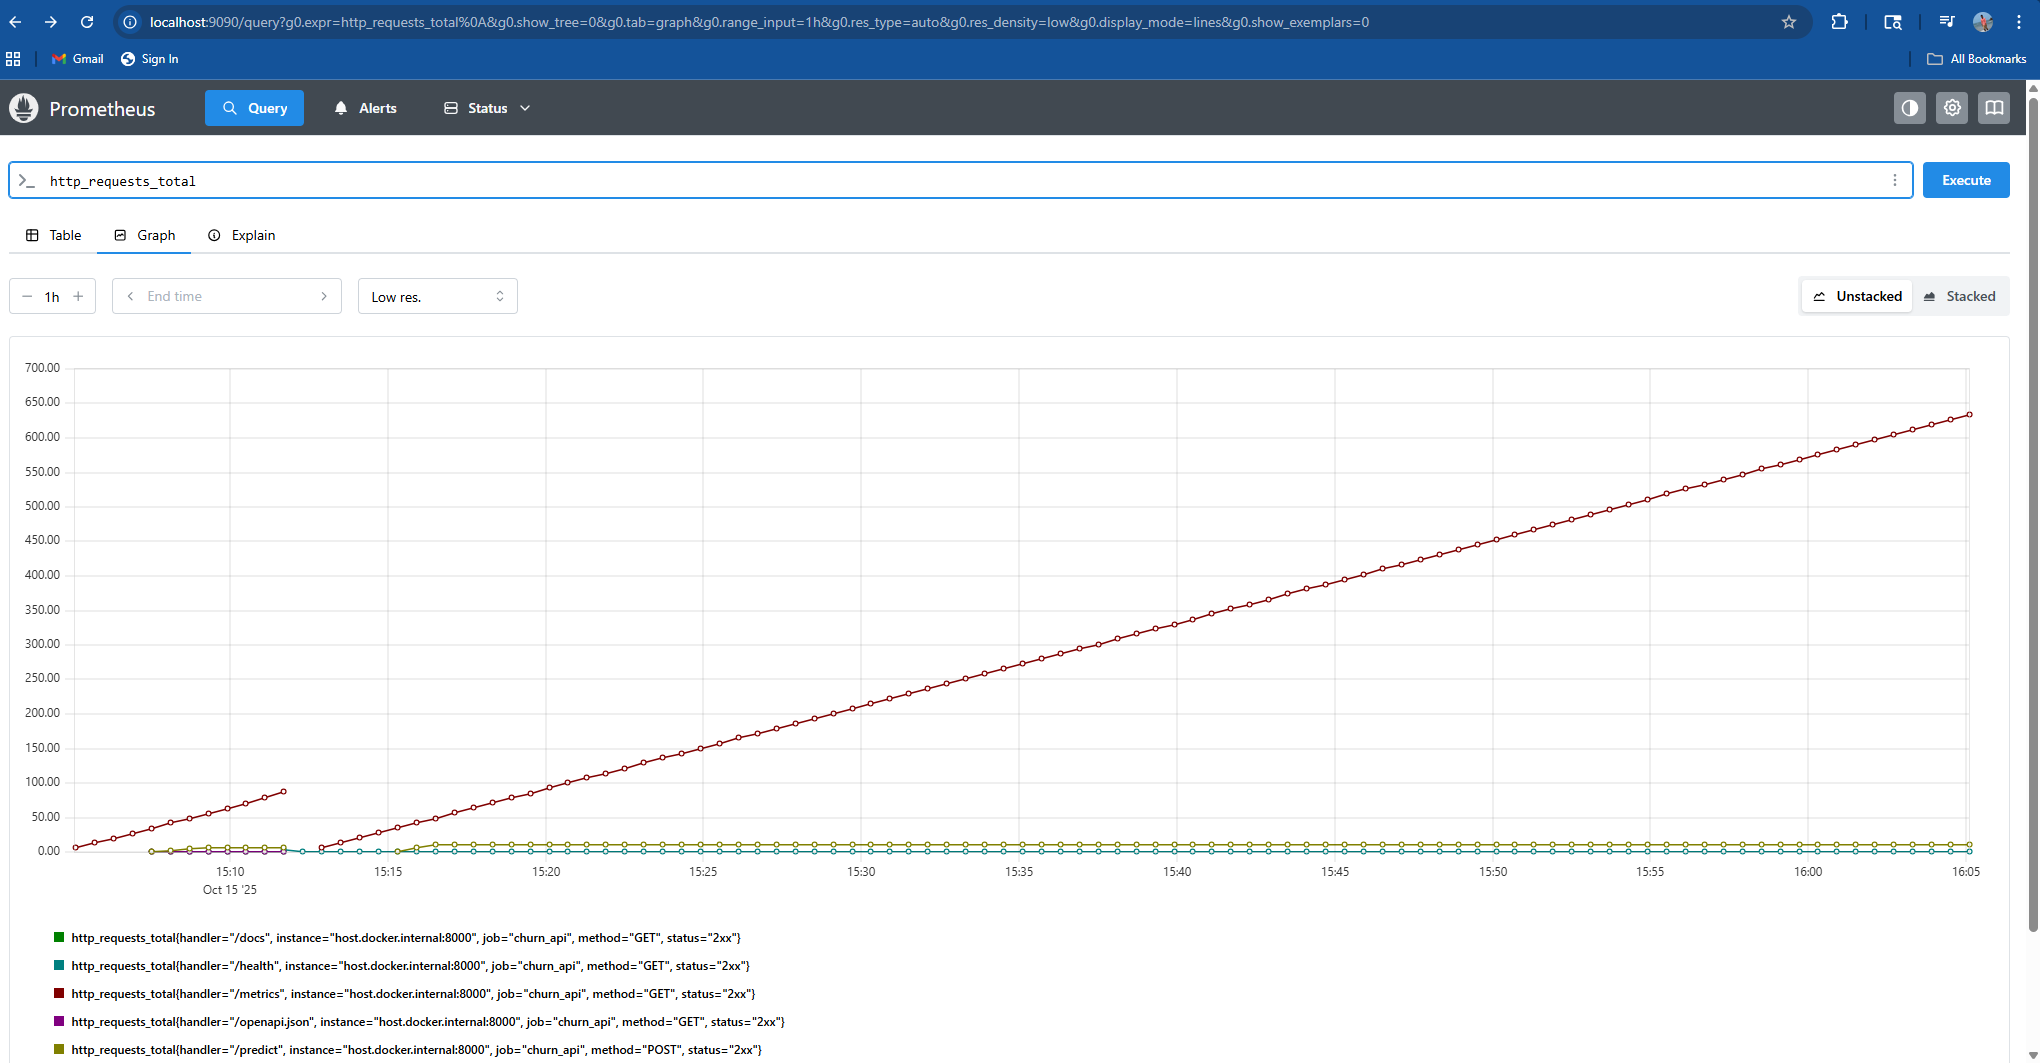 localhost:9090/query?g0.expr=http_requests_total%0A&g0.show_tree=0&g0.tab=graph&g0.range_input=1h&g0.res_type=auto&g0.res_density=low&g0.display_mode=lines&g0.show_exemplars=0
Gmail Sign In All Bookmarks
Prometheus Query Alerts Status
http_requests_total Execute
Table Graph Explain
1h End time Low res. Unstacked Stacked
700.00
650.00
600.00
550.00
500.00
450.00
400.00
350.00
300.00
250.00
200.00
150.00
100.00
50.00
0.00
15:10 15:15 15:20 15:25 15:30 15:35 15:40 15:45 15:50 15:55 16:00 16:05
Oct 15 '25
http_requests_total{handler="/docs", instance="host.docker.internal:8000", job="churn_api", method="GET", status="2xx"}
http_requests_total{handler="/health", instance="host.docker.internal:8000", job="churn_api", method="GET", status="2xx"}
http_requests_total{handler="/metrics", instance="host.docker.internal:8000", job="churn_api", method="GET", status="2xx"}
http_requests_total{handler="/openapi.json", instance="host.docker.internal:8000", job="churn_api", method="GET", status="2xx"}
http_requests_total{handler="/predict", instance="host.docker.internal:8000", job="churn_api", method="POST", status="2xx"}